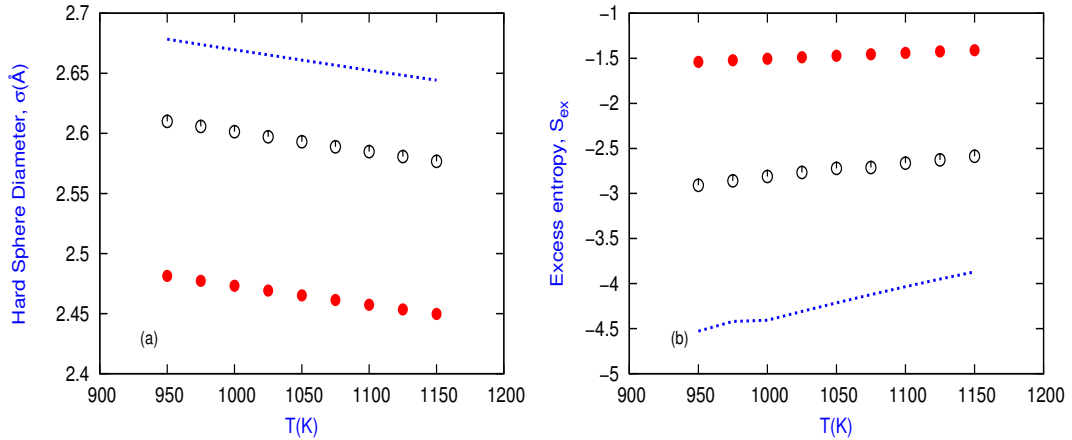 Hard Sphere Diameter, σ(Å)
2.7
2.65
2.6
2.55
2.5
2.45
2.4
(a)
900 950 1000 1050 1100 1150 1200
T(K)
Excess entropy, S_ex
−1
−1.5
−2
−2.5
−3
−3.5
−4
−4.5
−5
(b)
900 950 1000 1050 1100 1150 1200
T(K)